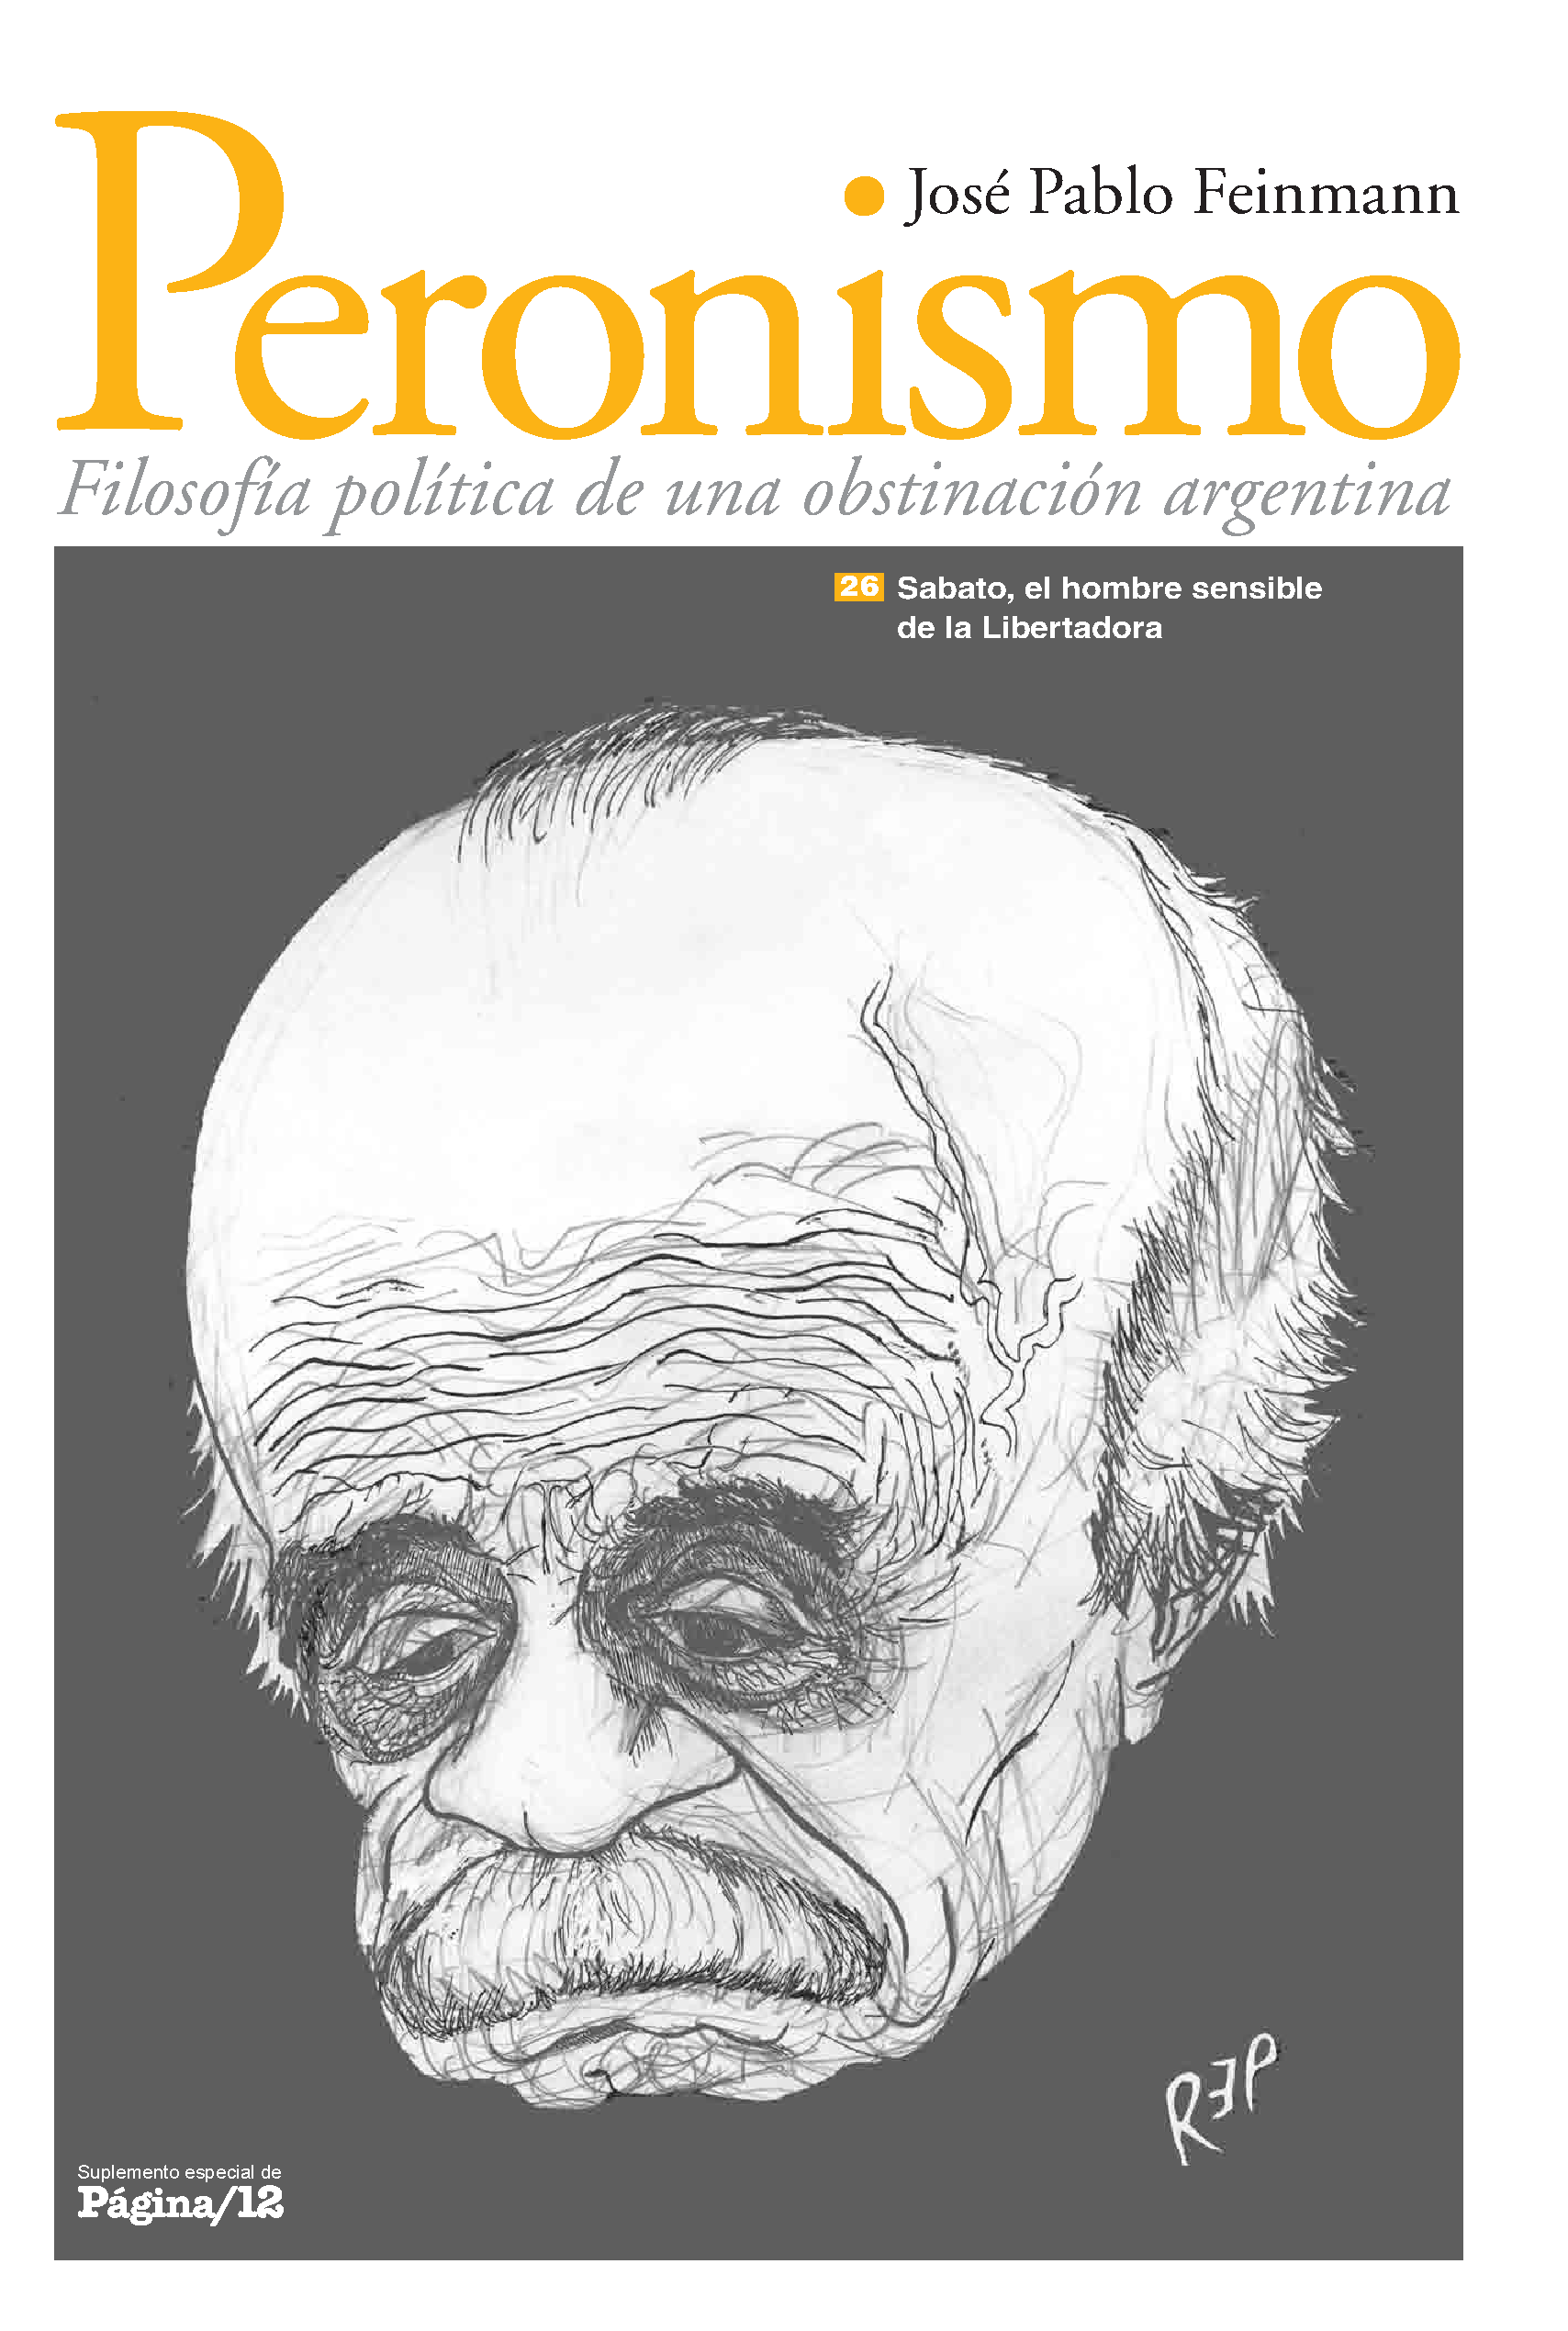 José Pablo Feinmann
Peronismo
Filosofía política de una obstinación argentina
26 Sabato, el hombre sensible
de la Libertadora
REP
Suplemento especial de
Página/12